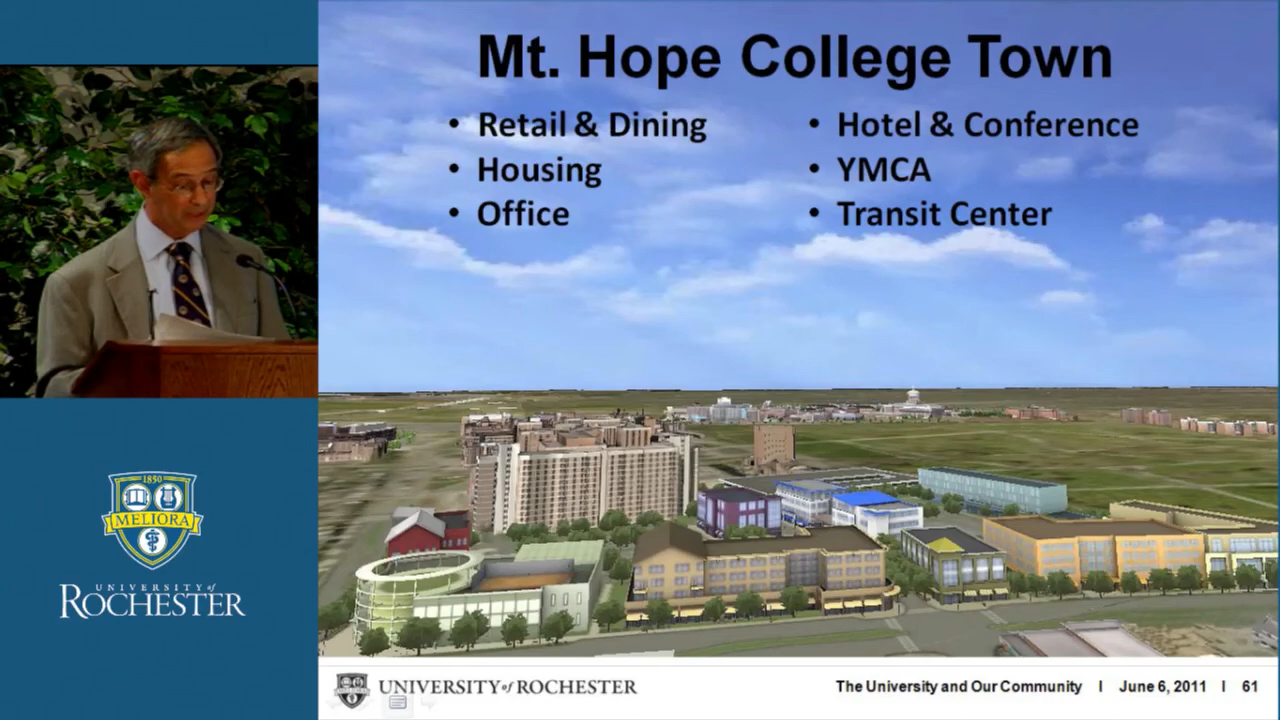 Mt. Hope College Town
• Retail & Dining
• Housing
• Office
• Hotel & Conference
• YMCA
• Transit Center
1850
MELIORA
UNIVERSITY of
ROCHESTER
UNIVERSITY of ROCHESTER
The University and Our Community | June 6, 2011 | 61